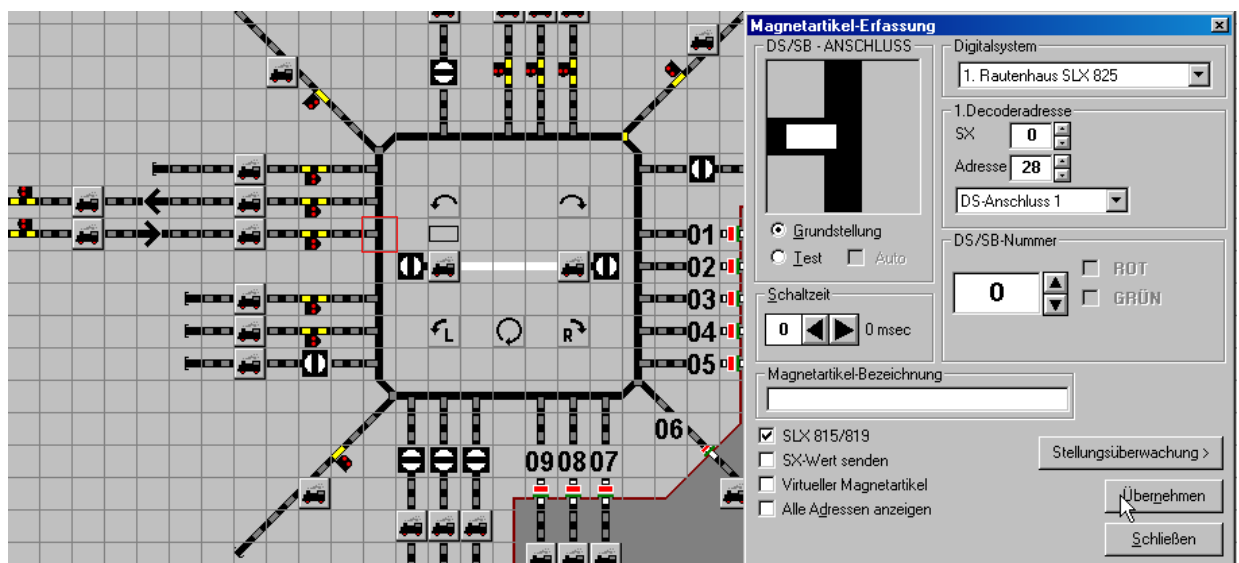 L
R
01
02
03
04
05
06
09 08 07
Magnetartikel-Erfassung
DS/SB - ANSCHLUSS
Grundstellung
Test
Auto
Schaltzeit
0
0 msec
Digitalsystem
1. Rautenhaus SLX 825
1.Decoderadresse
SX
0
Adresse
28
DS-Anschluss 1
DS/SB-Nummer
0
ROT
GRÜN
Magnetartikel-Bezeichnung
SLX 815/819
SX-Wert senden
Virtueller Magnetartikel
Alle Adressen anzeigen
Stellungsüberwachung >
Übernehmen
Schließen